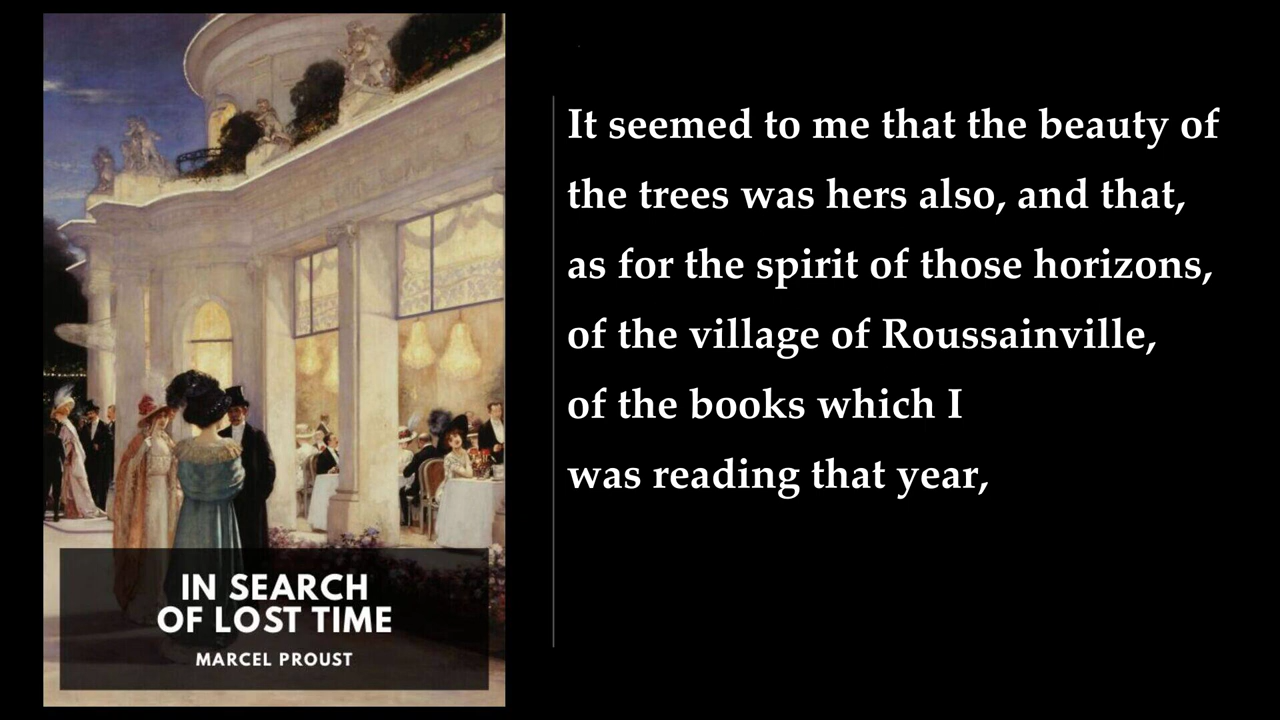 It seemed to me that the beauty of
the trees was hers also, and that,
as for the spirit of those horizons,
of the village of Roussainville,
of the books which I
was reading that year,
IN SEARCH
OF LOST TIME
MARCEL PROUST